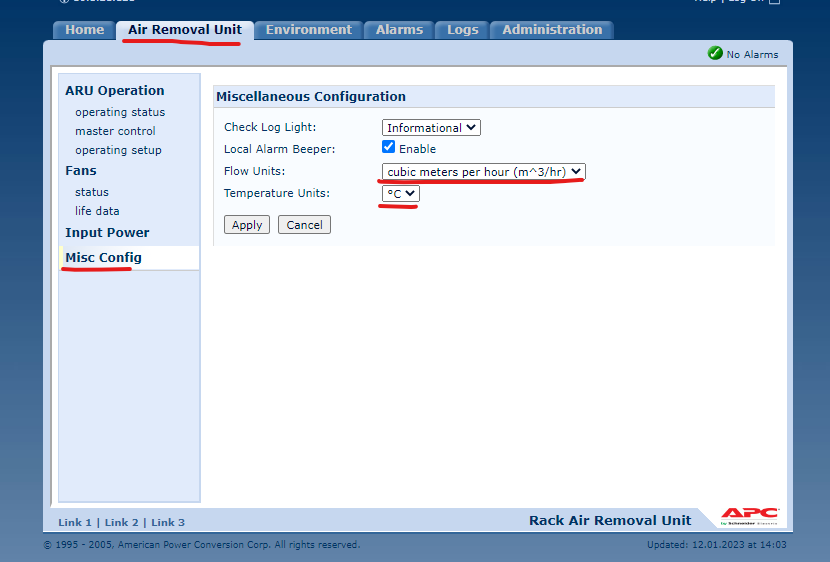 Home Air Removal Unit Environment Alarms Logs Administration
No Alarms
ARU Operation
operating status
master control
operating setup
Fans
status
life data
Input Power
Misc Config
Miscellaneous Configuration
Check Log Light: Informational
Local Alarm Beeper: Enable
Flow Units: cubic meters per hour (m^3/hr)
Temperature Units: °C
Apply Cancel
Link 1 | Link 2 | Link 3
Rack Air Removal Unit
APC
by Schneider Electric
© 1995 - 2005, American Power Conversion Corp. All rights reserved.
Updated: 12.01.2023 at 14:03